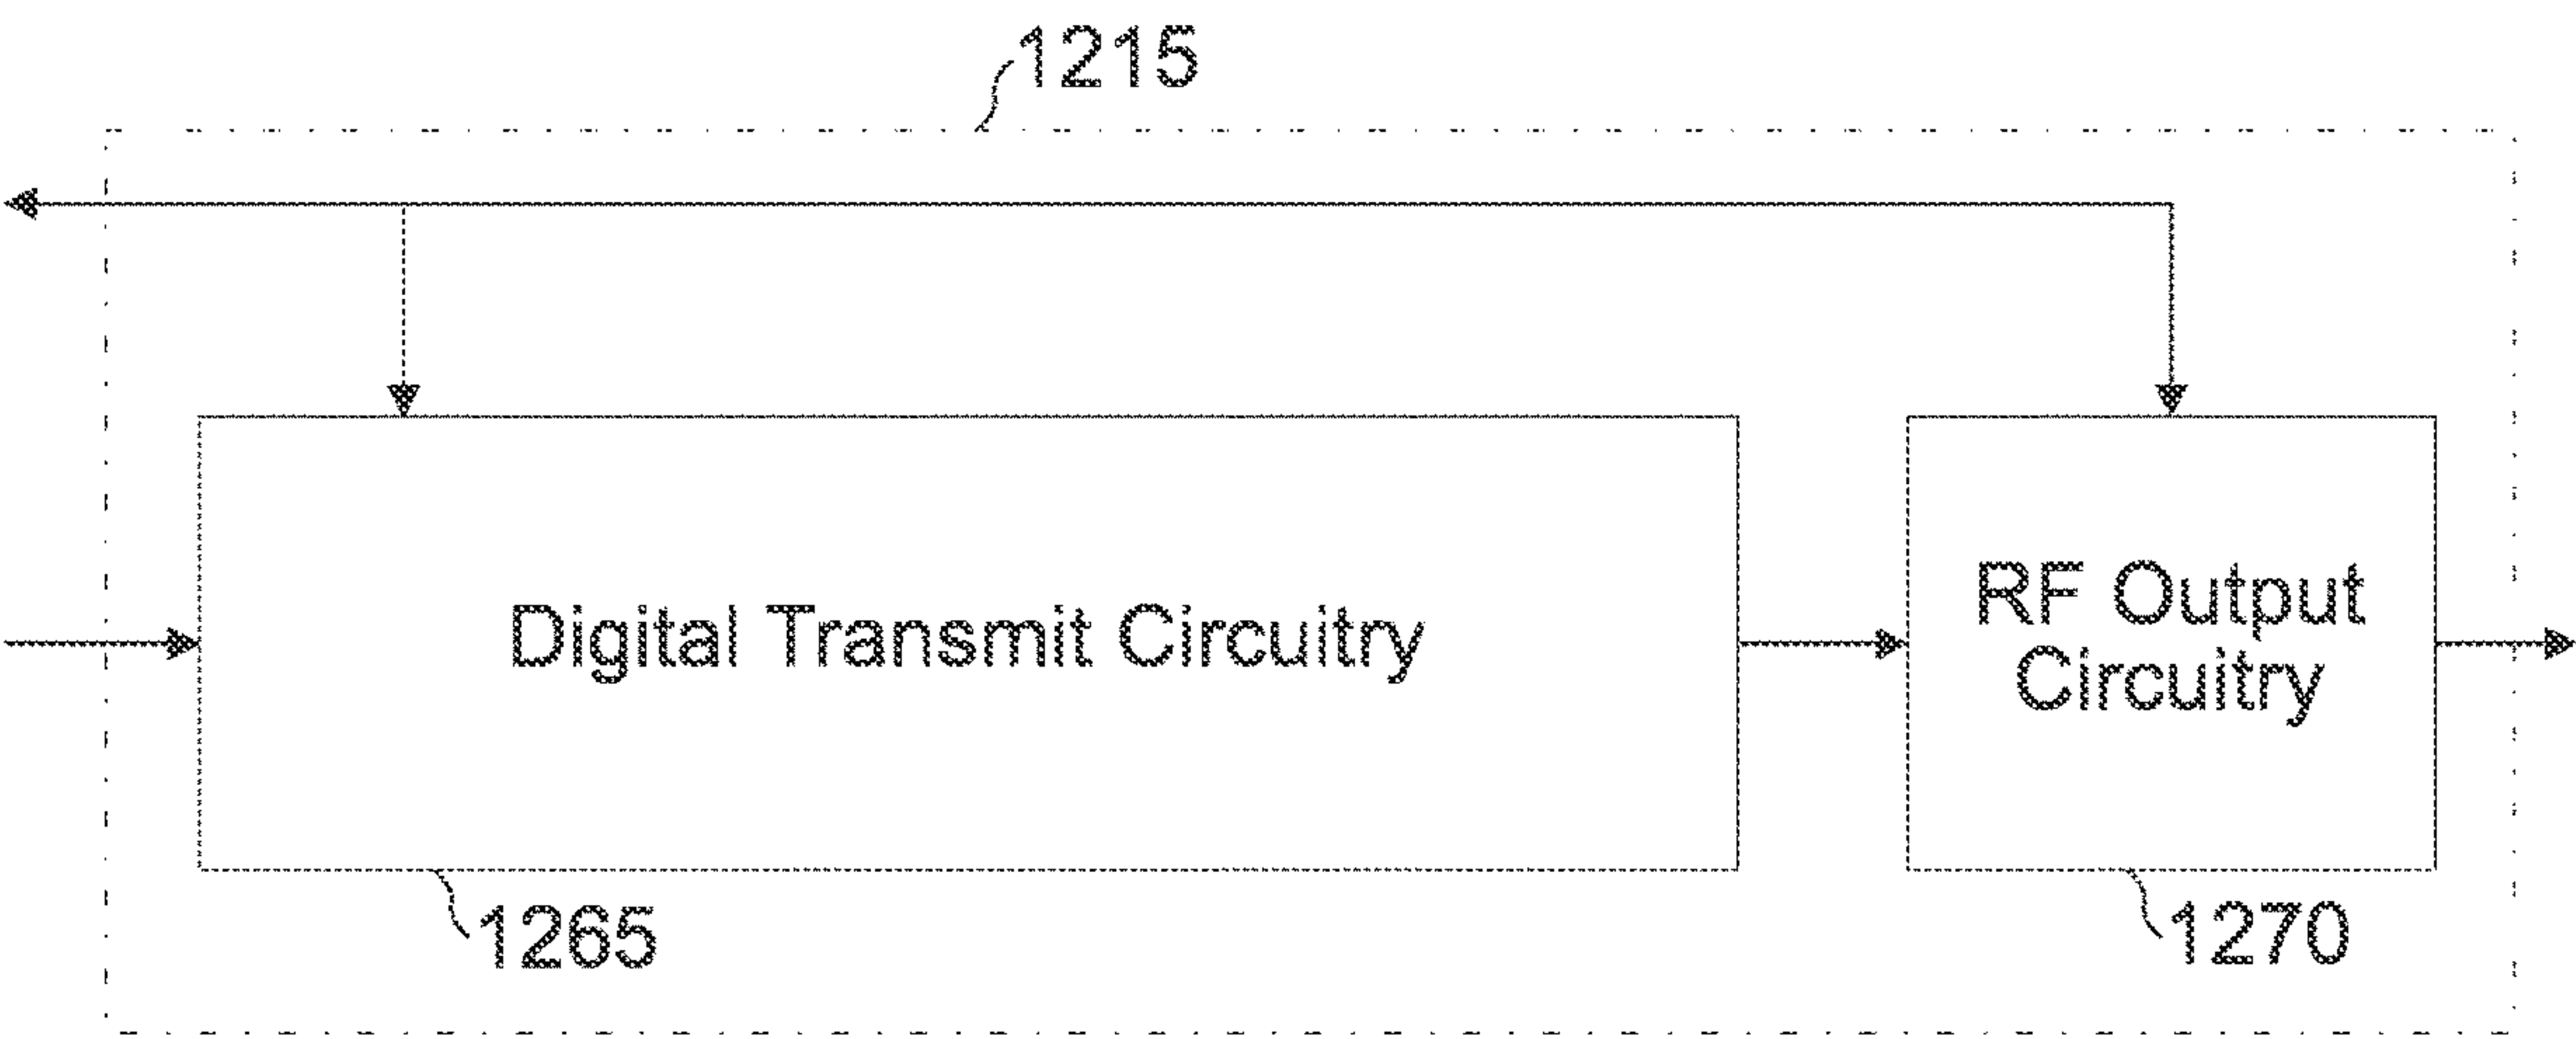 1215
Digital Transmit Circuitry
RF Output
Circuitry
1265
1270